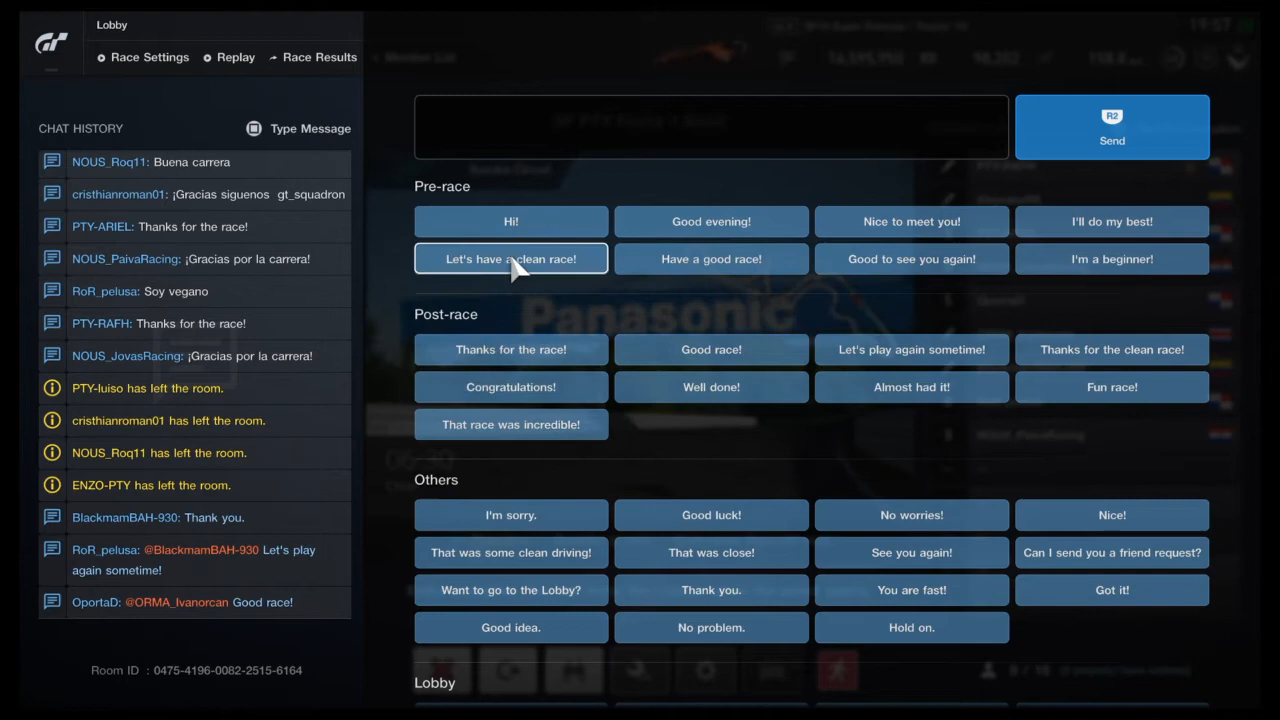 Lobby
Race Settings
Replay
Race Results
CHAT HISTORY
Type Message
NOUS_Roq11: Buena carrera
cristhianroman01: ¡Gracias siguenos gt_squadron
PTY-ARIEL: Thanks for the race!
NOUS_PaivaRacing: ¡Gracias por la carrera!
RoR_pelusa: Soy vegano
PTY-RAFH: Thanks for the race!
NOUS_JovasRacing: ¡Gracias por la carrera!
PTY-luiso has left the room.
cristhianroman01 has left the room.
NOUS_Roq11 has left the room.
ENZO-PTY has left the room.
BlackmamBAH-930: Thank you.
RoR_pelusa: @BlackmamBAH-930 Let's play
again sometime!
OportaD: @ORMA_Ivanorcan Good race!
Room ID : 0475-4196-0082-2515-6164
R2
Send
Pre-race
Hi!
Good evening!
Nice to meet you!
I'll do my best!
Let's have a clean race!
Have a good race!
Good to see you again!
I'm a beginner!
Panasonic
Post-race
Thanks for the race!
Good race!
Let's play again sometime!
Thanks for the clean race!
Congratulations!
Well done!
Almost had it!
Fun race!
That race was incredible!
Others
I'm sorry.
Good luck!
No worries!
Nice!
That was some clean driving!
That was close!
See you again!
Can I send you a friend request?
Want to go to the Lobby?
Thank you.
You are fast!
Got it!
Good idea.
No problem.
Hold on.
Lobby